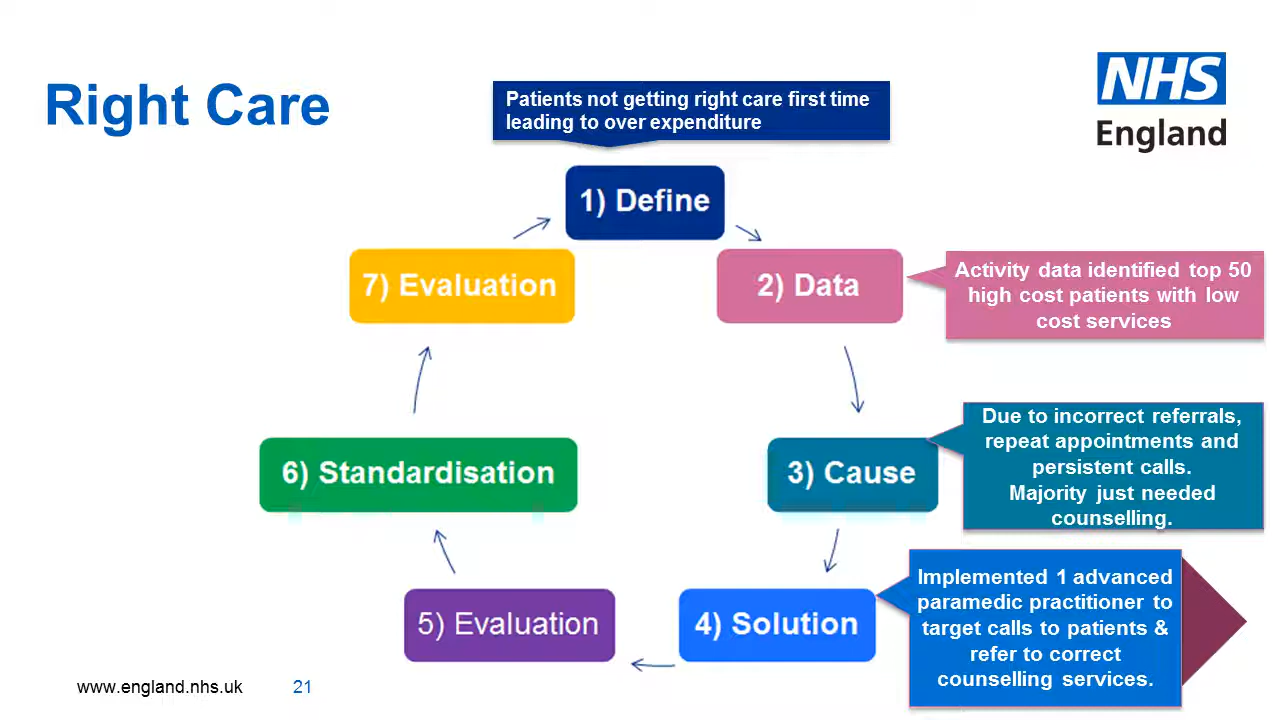 Right Care
NHS
England
Patients not getting right care first time
leading to over expenditure
1) Define
2) Data
Activity data identified top 50
high cost patients with low
cost services
3) Cause
Due to incorrect referrals,
repeat appointments and
persistent calls.
Majority just needed
counselling.
4) Solution
Implemented 1 advanced
paramedic practitioner to
target calls to patients &
refer to correct
counselling services.
5) Evaluation
6) Standardisation
7) Evaluation
www.england.nhs.uk
21